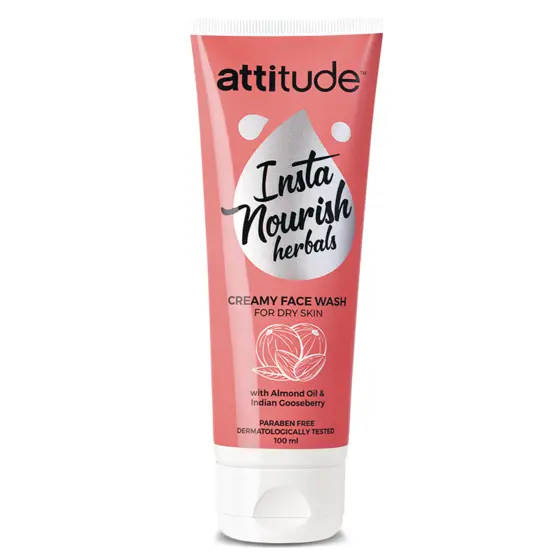 attitude™
Insta
Nourish
herbals
CREAMY FACE WASH
FOR DRY SKIN
with Almond Oil &
Indian Gooseberry
PARABEN FREE
DERMATOLOGICALLY TESTED
100 ml